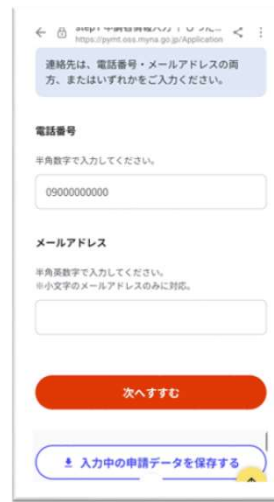 https://pymt.oss.myna.go.jp/Application
連絡先は、電話番号・メールアドレスの両
方、またはいずれかをご入力ください。
電話番号
半角数字で入力してください。
09000000000
メールアドレス
半角英数字で入力してください。
※小文字のメールアドレスのみに対応。
次へすすむ
入力中の申請データを保存する